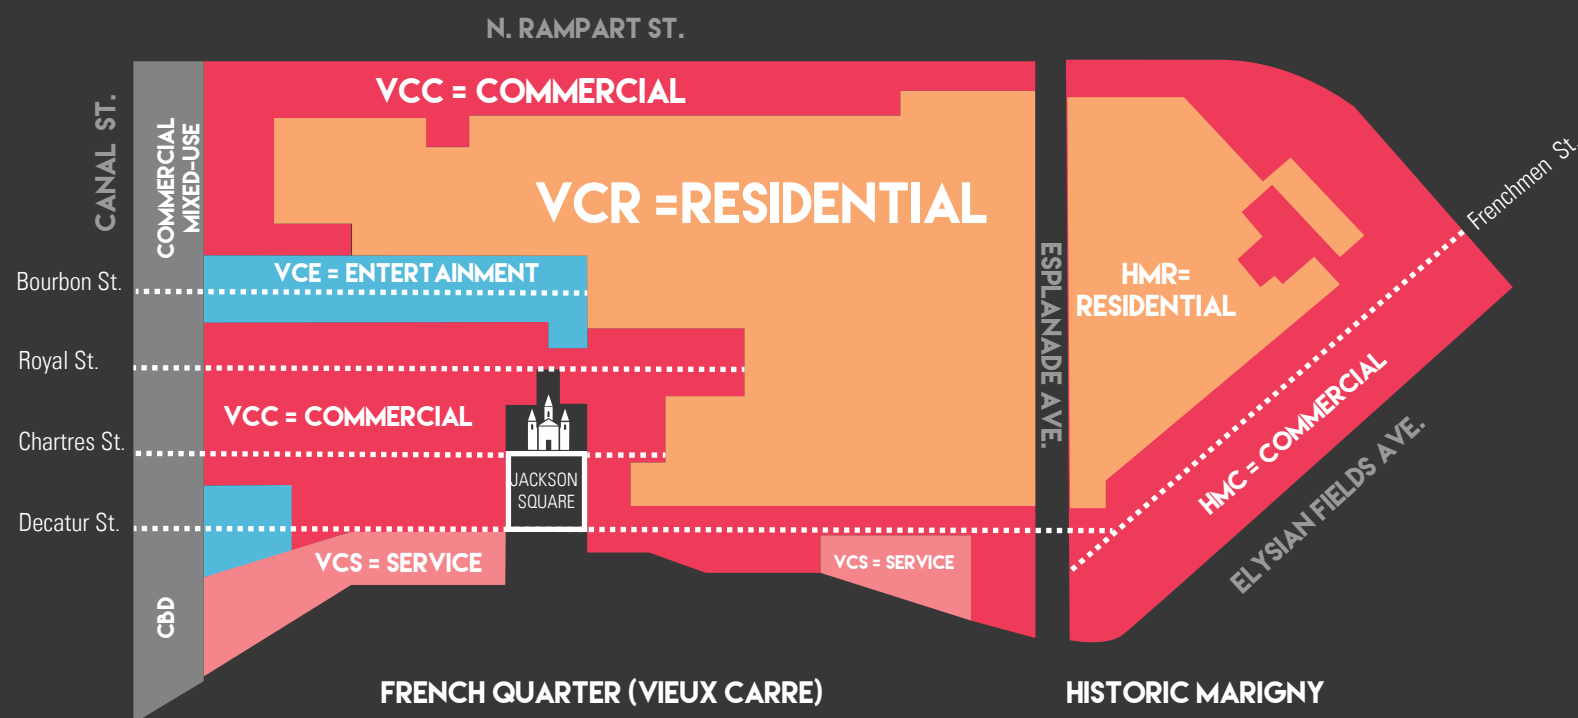 N. RAMPART ST.
CANAL ST.
COMMERCIAL
MIXED-USE
VCC = COMMERCIAL
VCR =RESIDENTIAL
Bourbon St.
VCE = ENTERTAINMENT
Royal St.
VCC = COMMERCIAL
Chartres St.
JACKSON
SQUARE
Decatur St.
VCS = SERVICE
VCS = SERVICE
CBD
ESPLANADE AVE.
HMR=
RESIDENTIAL
Frenchmen St.
HMC = COMMERCIAL
ELYSIAN FIELDS AVE.
FRENCH QUARTER (VIEUX CARRE)
HISTORIC MARIGNY